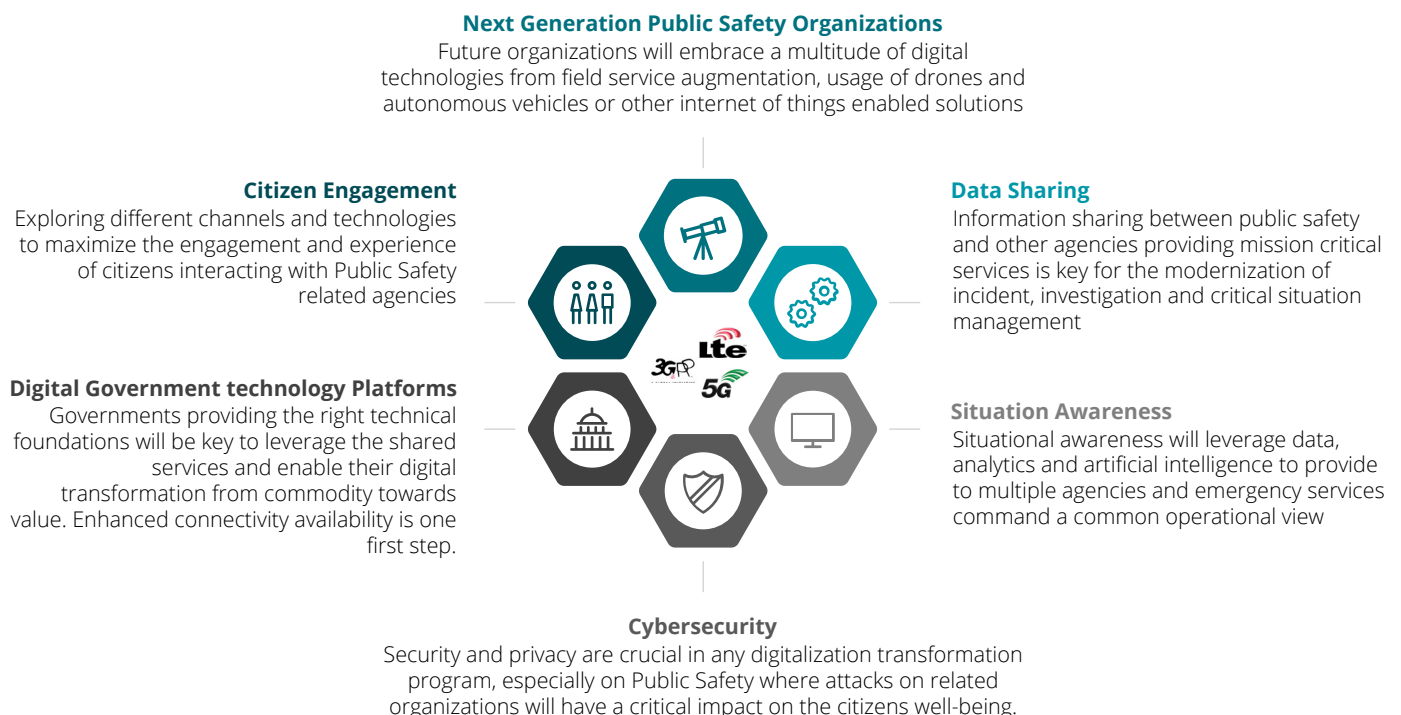 Next Generation Public Safety Organizations
Future organizations will embrace a multitude of digital
technologies from field service augmentation, usage of drones and
autonomous vehicles or other internet of things enabled solutions
Citizen Engagement
Exploring different channels and technologies
to maximize the engagement and experience
of citizens interacting with Public Safety
related agencies
Data Sharing
Information sharing between public safety
and other agencies providing mission critical
services is key for the modernization of
incident, investigation and critical situation
management
Lte
3GPP
5G
Digital Government technology Platforms
Governments providing the right technical
foundations will be key to leverage the shared
services and enable their digital
transformation from commodity towards
value. Enhanced connectivity availability is one
first step.
Situation Awareness
Situational awareness will leverage data,
analytics and artificial intelligence to provide
to multiple agencies and emergency services
command a common operational view
Cybersecurity
Security and privacy are crucial in any digitalization transformation
program, especially on Public Safety where attacks on related
organizations will have a critical impact on the citizens well-being.